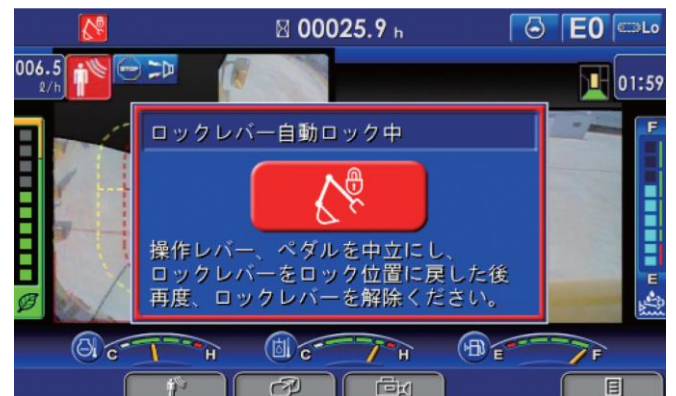 00025.9 h
E0
Lo
006.5
ℓ/h
STOP
01:59
ロックレバー自動ロック中
操作レバー、ペダルを中立にし、
ロックレバーをロック位置に戻した後
再度、ロックレバーを解除ください。
F
E
C H
C H
E F